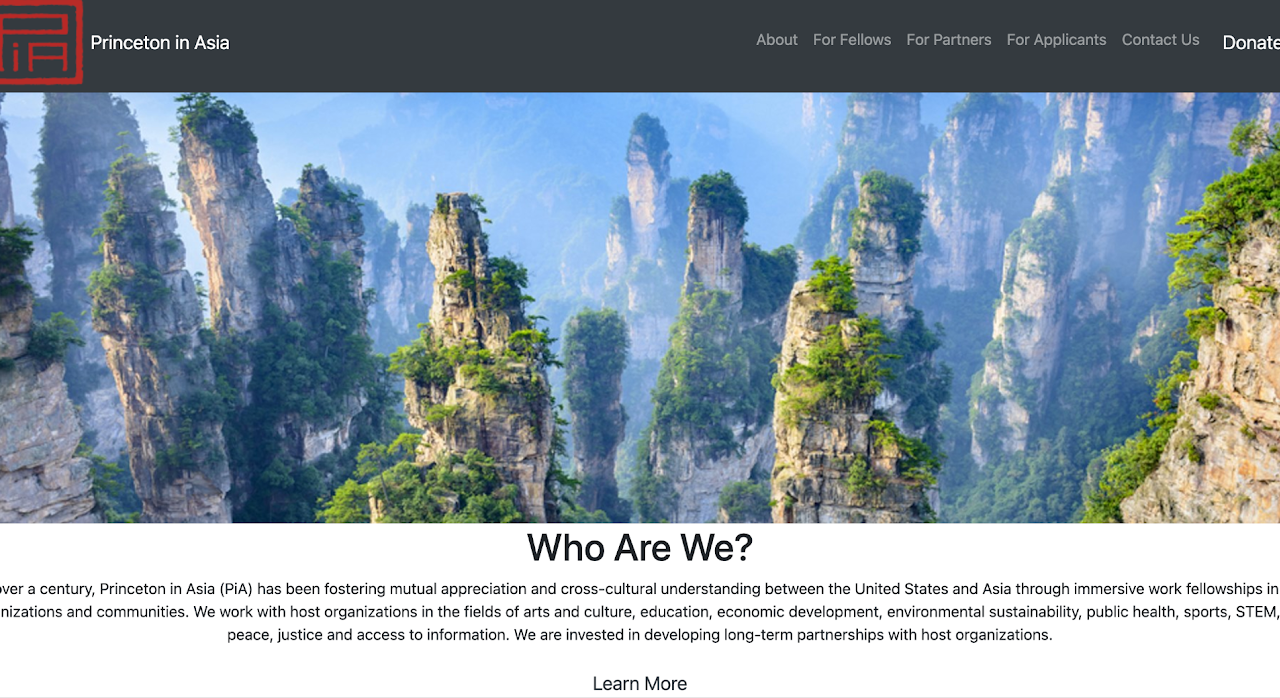 PiA
Princeton in Asia
About For Fellows For Partners For Applicants Contact Us Donate
Who Are We?
over a century, Princeton in Asia (PiA) has been fostering mutual appreciation and cross-cultural understanding between the United States and Asia through immersive work fellowships in
nizations and communities. We work with host organizations in the fields of arts and culture, education, economic development, environmental sustainability, public health, sports, STEM,
peace, justice and access to information. We are invested in developing long-term partnerships with host organizations.
Learn More